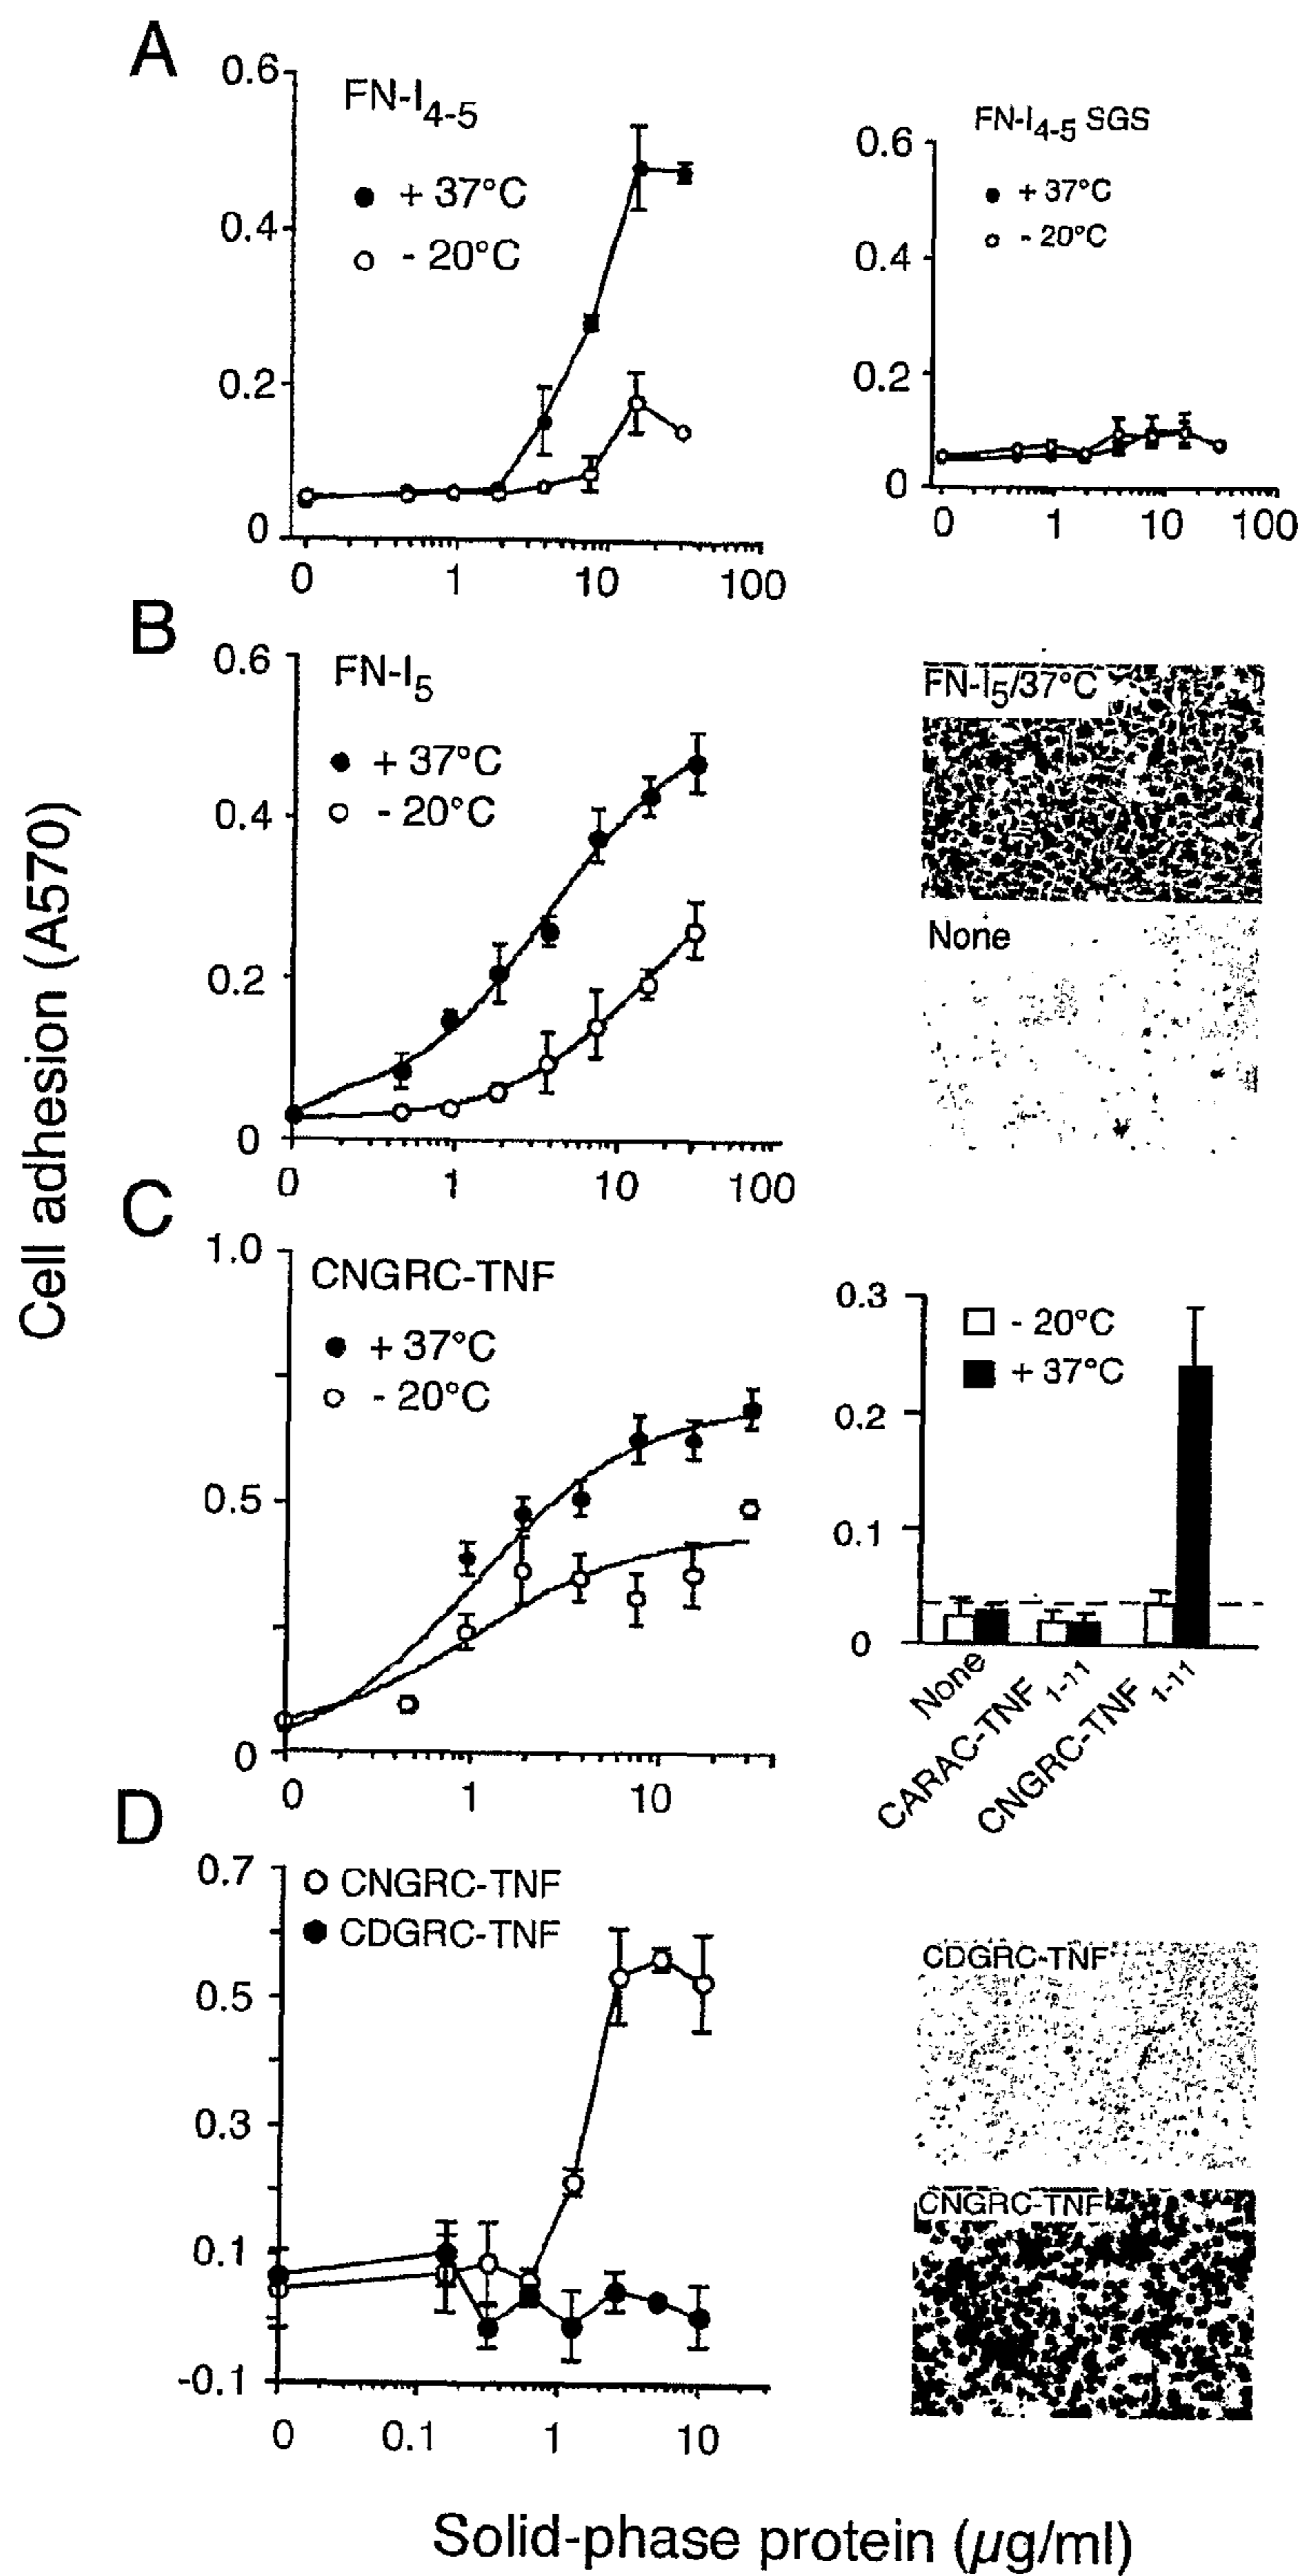 A
0.6
FN-I4-5
+ 37°C
- 20°C
0.4
0.2
0
0 1 10 100
FN-I4-5 SGS
0.6
+ 37°C
- 20°C
0.4
0.2
0
0 1 10 100
B
0.6
FN-I5
+ 37°C
- 20°C
0.4
0.2
0
0 1 10 100
FN-I5/37°C
None
Cell adhesion (A570)
C
1.0
CNGRC-TNF
+ 37°C
- 20°C
0.5
0
0 1 10
0.3
- 20°C
+ 37°C
0.2
0.1
0
None
CARAC-TNF 1-11
CNGRC-TNF 1-11
D
0.7
CNGRC-TNF
CDGRC-TNF
0.5
0.3
0.1
-0.1
0 0.1 1 10
CDGRC-TNF
CNGRC-TNF
Solid-phase protein (µg/ml)